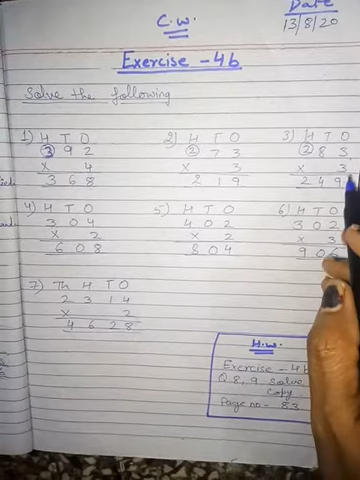 C.W.
Date
13/8/20
Exercise - 4b
Solve the following
1) H T O
3 9 2
x 4
3 6 8
2) H T O
2 7 3
x 3
2 1 9
3) H T O
2 8 3
x 3
2 4 9
4) H T O
3 0 4
x 2
6 0 8
5) H T O
4 0 2
x 2
8 0 4
6) H T O
3 0 2
x 3
9 0 6
7) Th H T O
2 3 1 4
x 2
4 6 2 8
H.W.
Exercise - 4b
Q 8, 9 solve
copy
Page no - 83